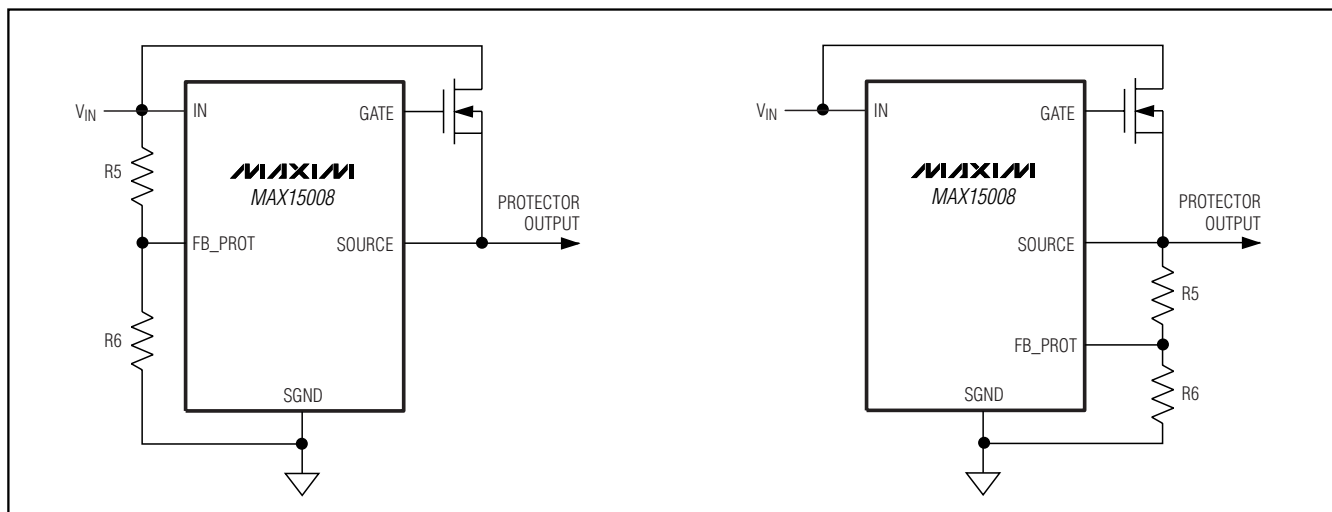 VIN
IN
GATE
R5
MAXIM
MAX15008
PROTECTOR
OUTPUT
FB_PROT
SOURCE
R6
SGND
VIN
IN
GATE
MAXIM
MAX15008
PROTECTOR
OUTPUT
SOURCE
R5
FB_PROT
R6
SGND